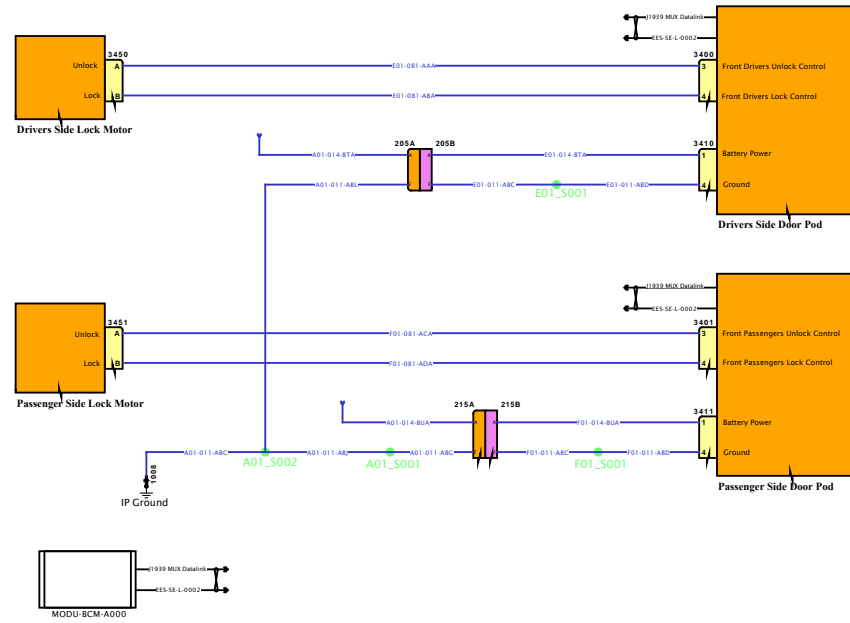 J1939 MUX Datalink
EES-SE-L-0002
3450
3400
Unlock
A
E01-081-AAA
3
Front Drivers Unlock Control
Lock
B
E01-081-ABA
4
Front Drivers Lock Control
Drivers Side Lock Motor
205A
205B
3410
A01-014-BTA
A
A
E01-014-BTA
1
Battery Power
A01-011-ABL
E01-011-ABC
E01-011-ABD
4
Ground
E01_S001
Drivers Side Door Pod
J1939 MUX Datalink
EES-SE-L-0002
3451
3401
Unlock
A
F01-081-ACA
3
Front Passengers Unlock Control
Lock
B
F01-081-ADA
4
Front Passengers Lock Control
Passenger Side Lock Motor
215A
215B
3411
A01-014-BUA
A
A
F01-014-BUA
1
Battery Power
A01-011-ABC
A01-011-ABJ
A01-011-ABG
F01-011-ABC
F01-011-ABD
4
Ground
A01_S002
A01_S001
F01_S001
1008
IP Ground
Passenger Side Door Pod
J1939 MUX Datalink
EES-SE-L-0002
MODU-BCM-A000